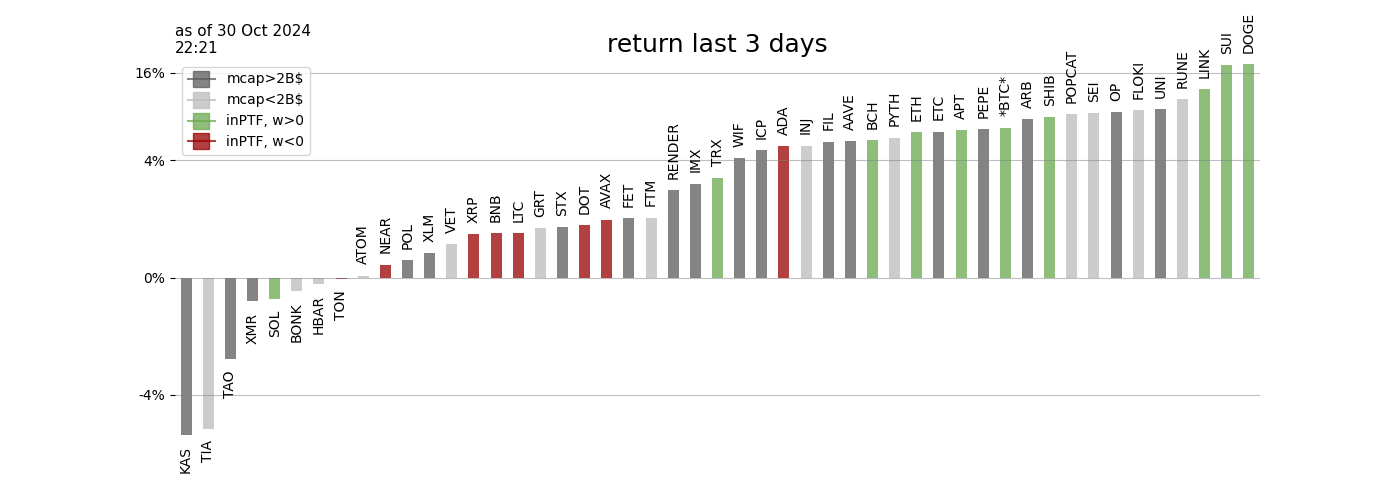 as of 30 Oct 2024
22:21
return last 3 days
mcap>2B$
mcap<2B$
inPTF, w>0
inPTF, w<0
16%
4%
0%
-4%
KAS
TIA
TAO
XMR
SOL
BONK
HBAR
TON
ATOM
NEAR
POL
XLM
VET
XRP
BNB
LTC
GRT
STX
DOT
AVAX
FET
FTM
RENDER
IMX
TRX
WIF
ICP
ADA
INJ
FIL
AAVE
BCH
PYTH
ETH
ETC
APT
PEPE
*BTC*
ARB
SHIB
POPCAT
SEI
OP
FLOKI
UNI
RUNE
LINK
SUI
DOGE